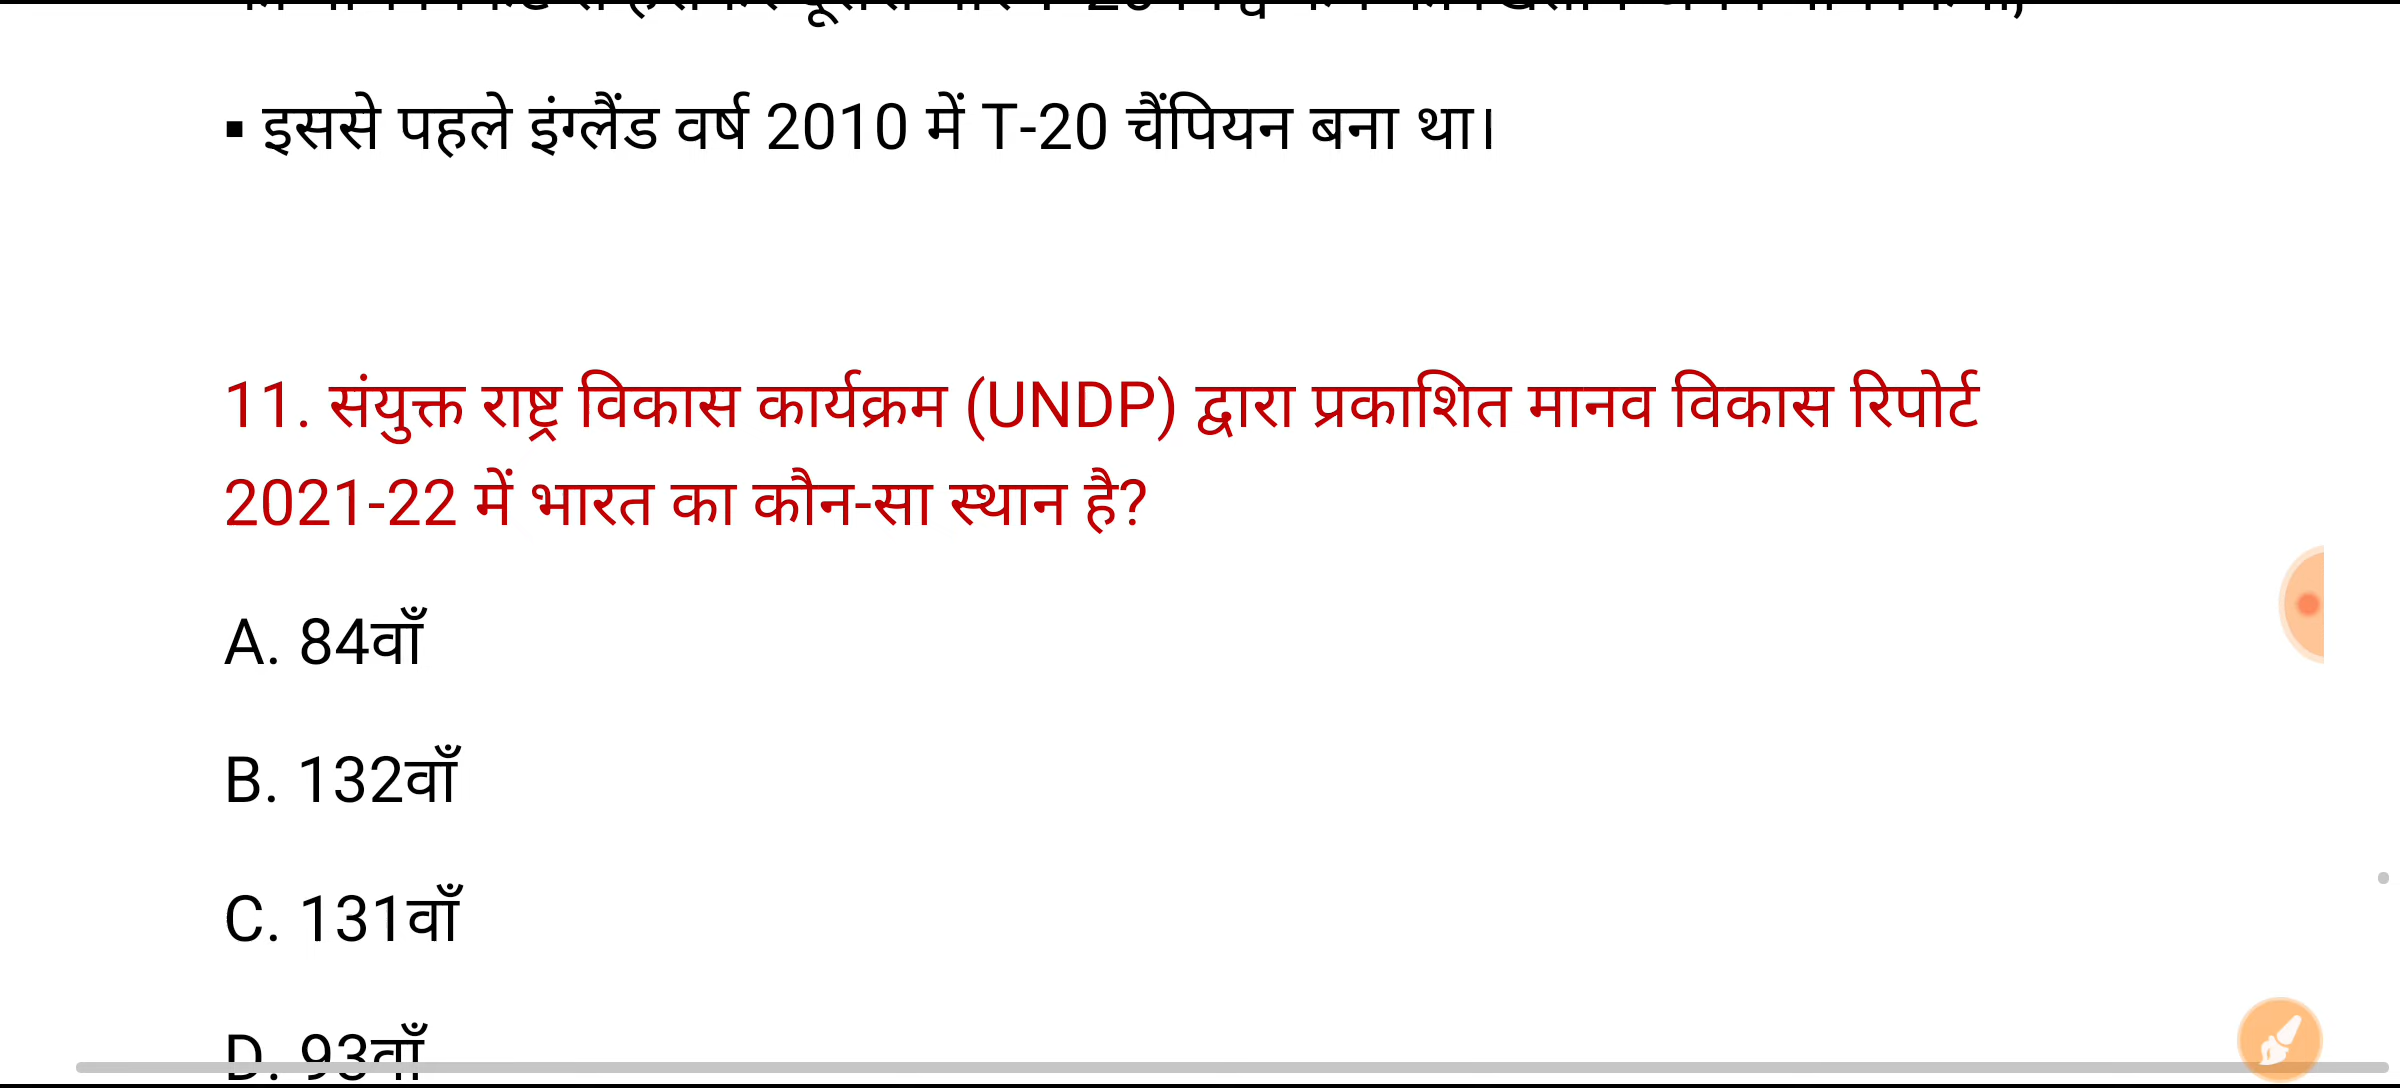 ▪ इससे पहले इंग्लैंड वर्ष 2010 में T-20 चैंपियन बना था।
11. संयुक्त राष्ट्र विकास कार्यक्रम (UNDP) द्वारा प्रकाशित मानव विकास रिपोर्ट
2021-22 में भारत का कौन-सा स्थान है?
A. 84वाँ
B. 132वाँ
C. 131वाँ
D. 93वाँ